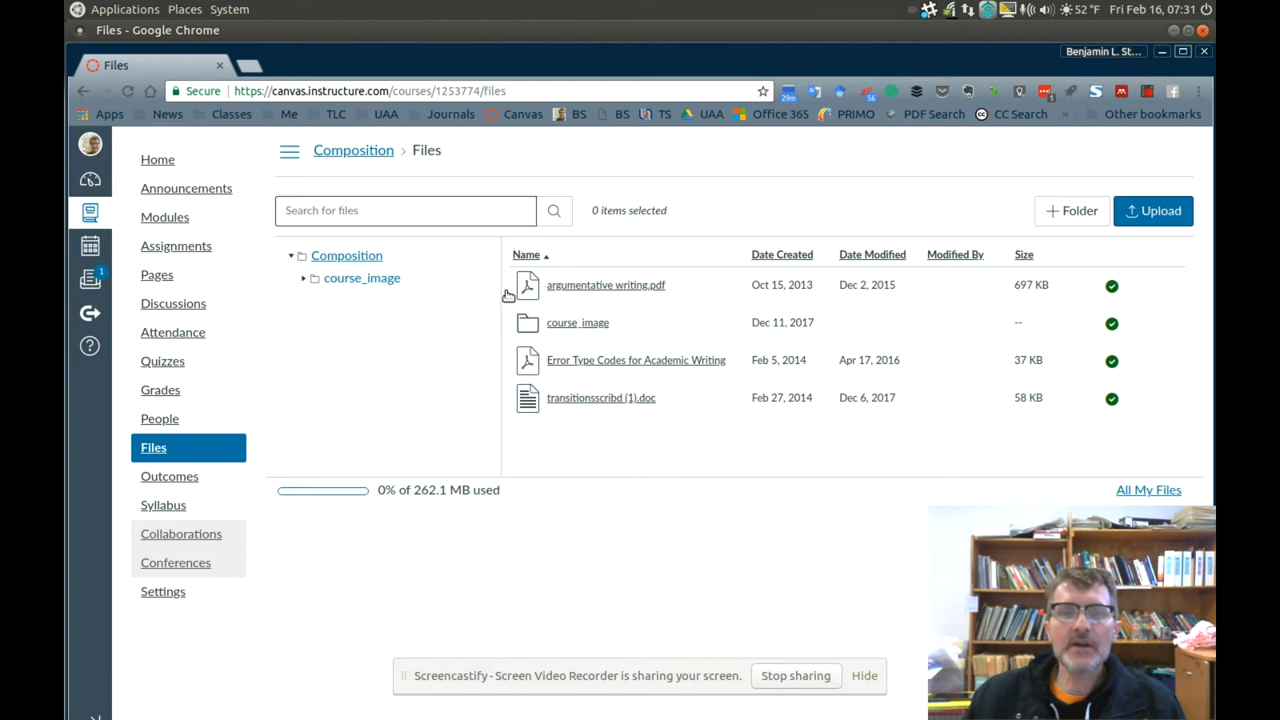 Applications Places System 52 °F Fri Feb 16, 07:31
Files - Google Chrome
Files Benjamin L. St...
Secure https://canvas.instructure.com/courses/1253774/files 29m 56 1
Apps News Classes Me TLC UAA Journals Canvas BS BS TS UAA Office 365 PRIMO PDF Search CC Search » Other bookmarks
Composition › Files
Search for files 0 items selected + Folder Upload
Home
Announcements
Modules
Assignments
Pages
Discussions
Attendance
Quizzes
Grades
People
Files
Outcomes
Syllabus
Collaborations
Conferences
Settings
1
Composition
course_image
Name Date Created Date Modified Modified By Size
argumentative writing.pdf Oct 15, 2013 Dec 2, 2015 697 KB
course_image Dec 11, 2017 --
Error Type Codes for Academic Writing Feb 5, 2014 Apr 17, 2016 37 KB
transitionsscribd (1).doc Feb 27, 2014 Dec 6, 2017 58 KB
0% of 262.1 MB used All My Files
Screencastify - Screen Video Recorder is sharing your screen. Stop sharing Hide